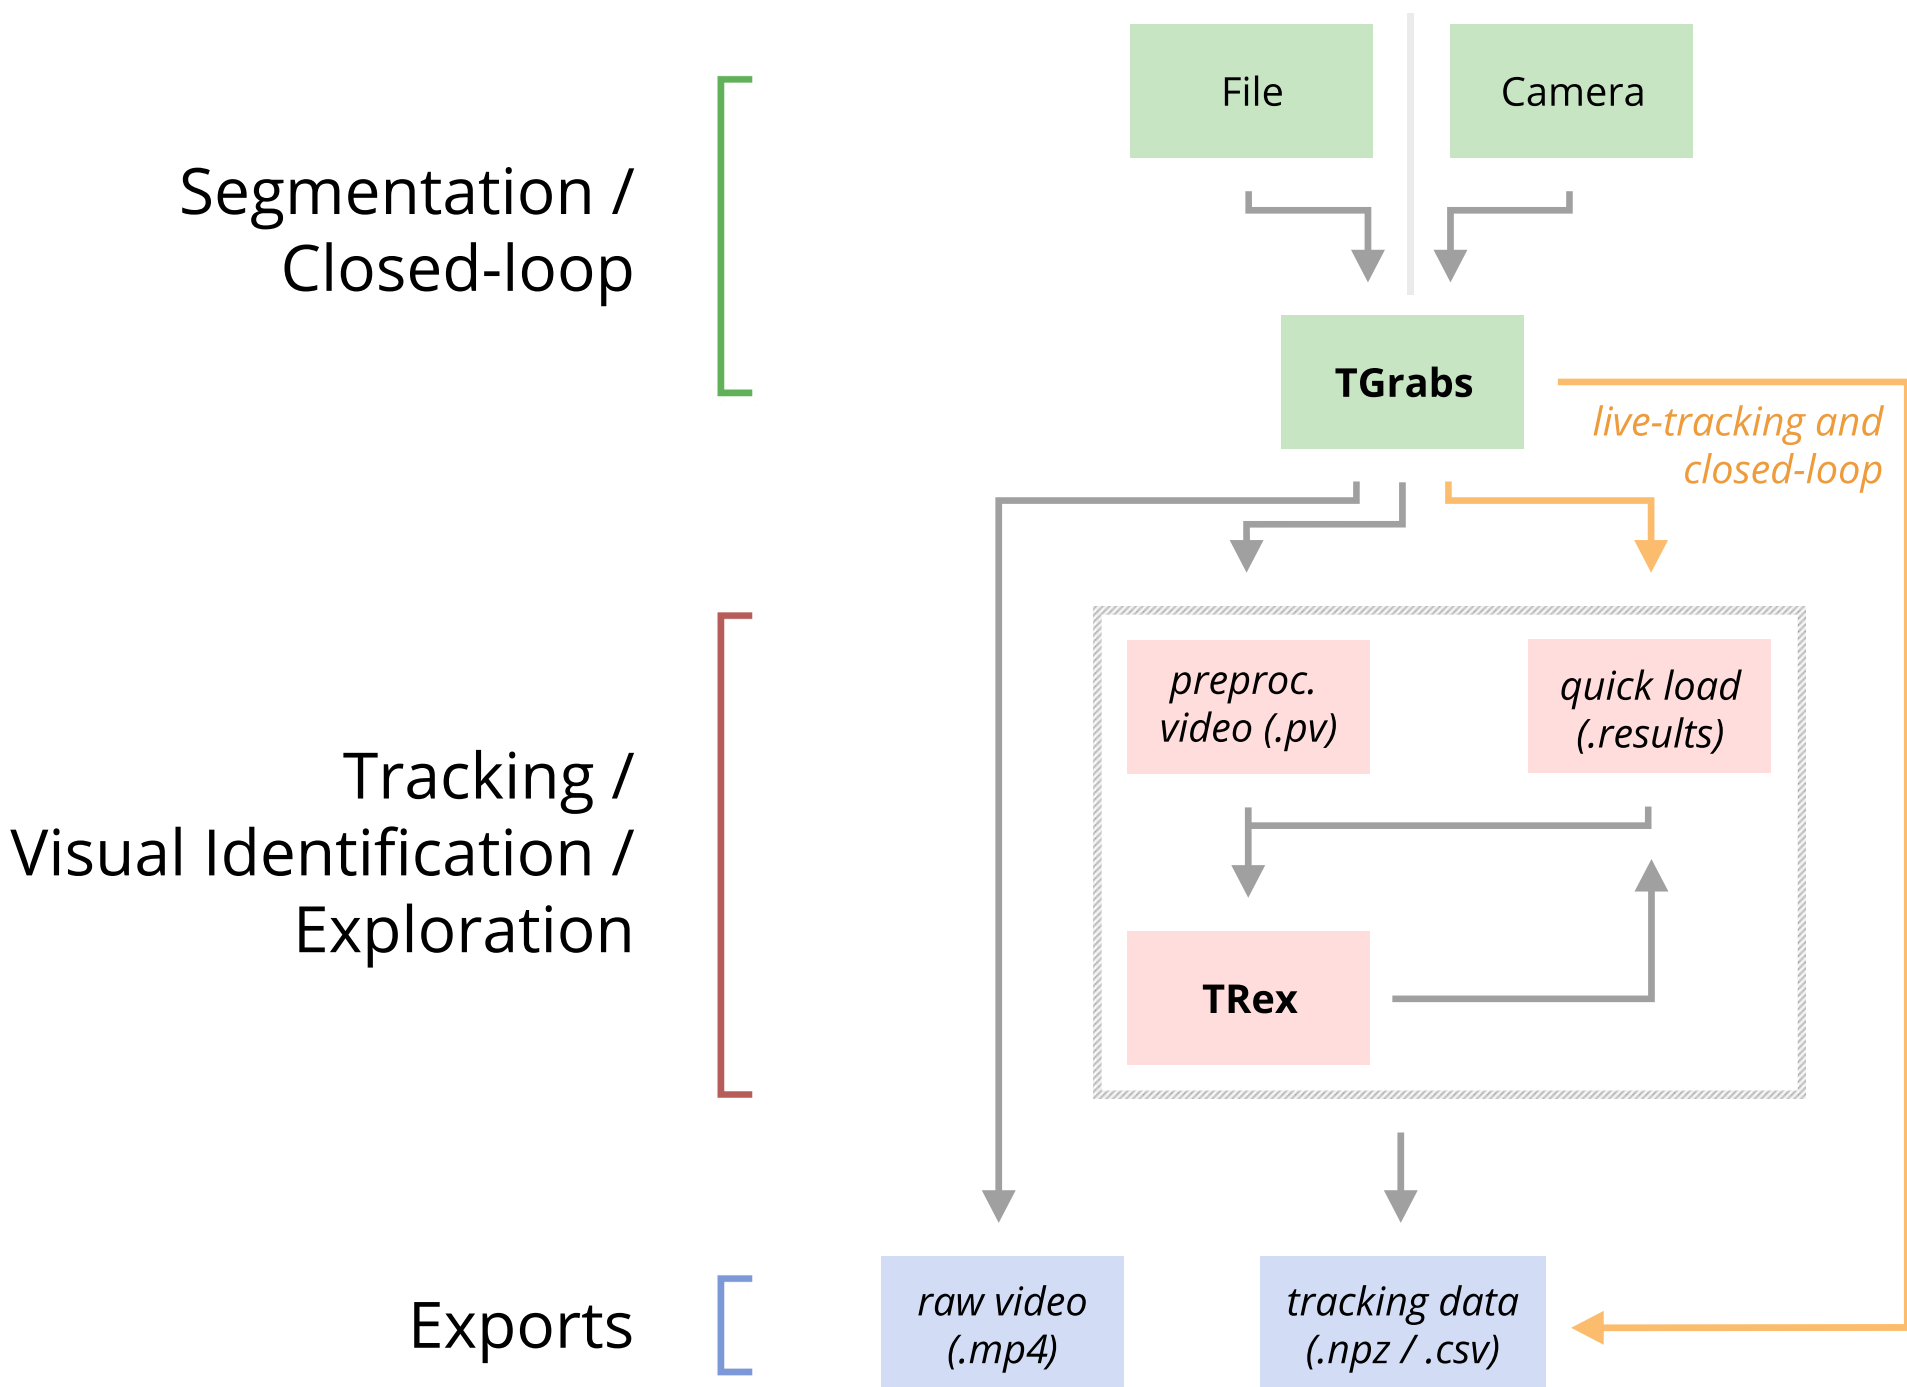 File
Camera
Segmentation /
Closed-loop
TGrabs
live-tracking and
closed-loop
preproc.
video (.pv)
quick load
(.results)
Tracking /
Visual Identification /
Exploration
TRex
Exports
raw video
(.mp4)
tracking data
(.npz / .csv)